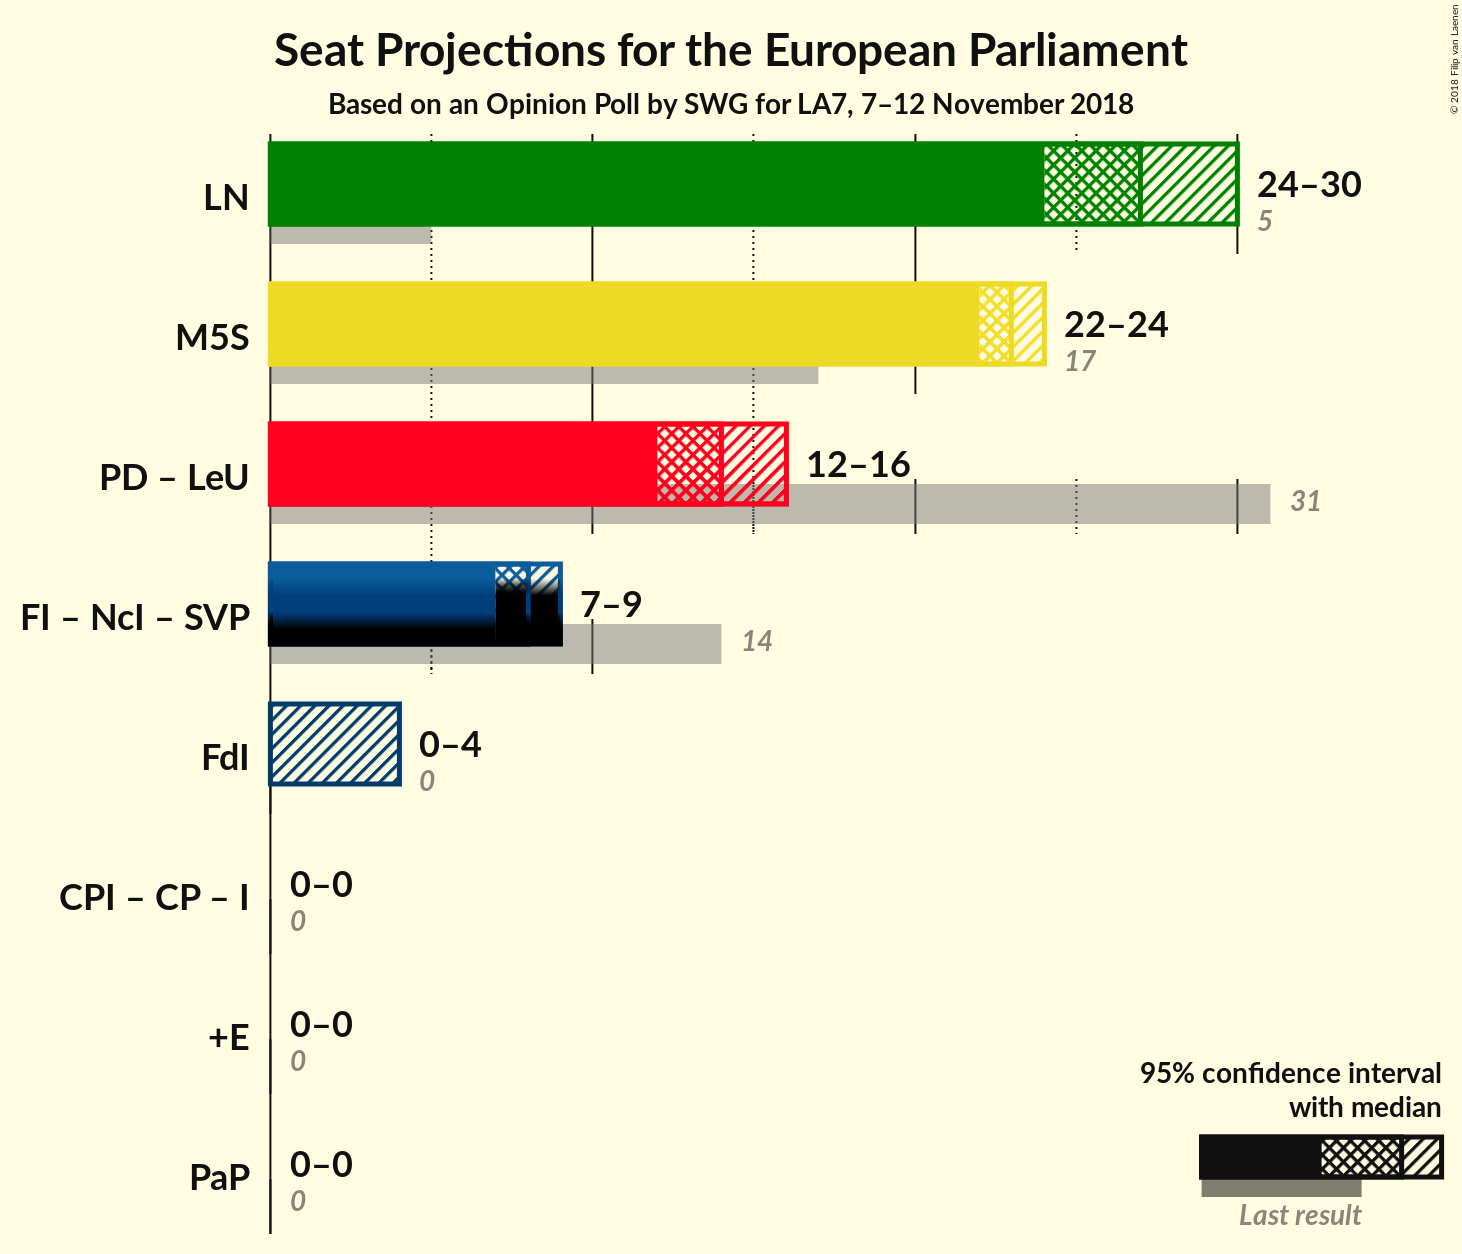 Seat Projections for the European Parliament
Based on an Opinion Poll by SWG for LA7, 7–12 November 2018
© 2018 Filip van Laenen
LN
24–30
5
M5S
22–24
17
PD – LeU
12–16
31
FI – NcI – SVP
7–9
14
FdI
0–4
0
CPI – CP – I
0–0
0
+E
0–0
0
PaP
0–0
0
95% confidence interval
with median
Last result